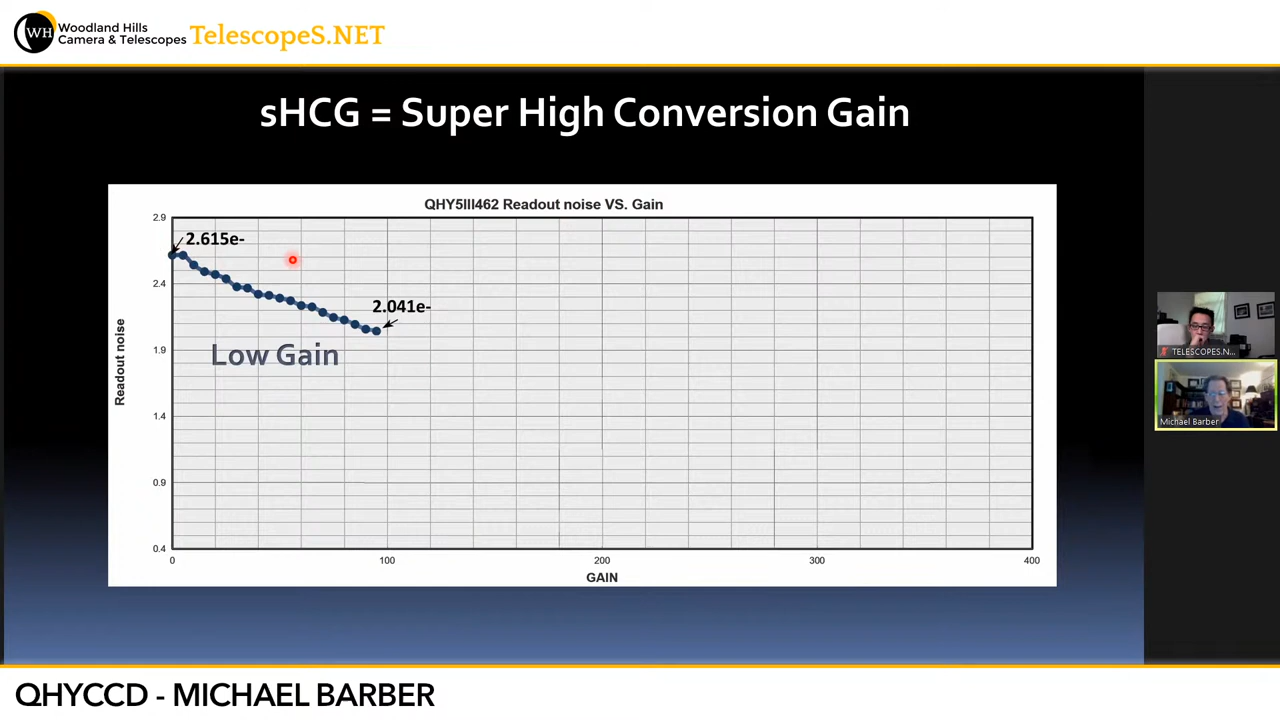 WH
Woodland Hills
Camera & Telescopes
TelescopeS.NET
sHCG = Super High Conversion Gain
QHY5III462 Readout noise VS. Gain
2.9
2.615e-
2.4
2.041e-
Low Gain
1.9
Readout noise
1.4
0.9
0.4
0 100 200 300 400
GAIN
TELESCOPES.N...
Michael Barber
QHYCCD - MICHAEL BARBER